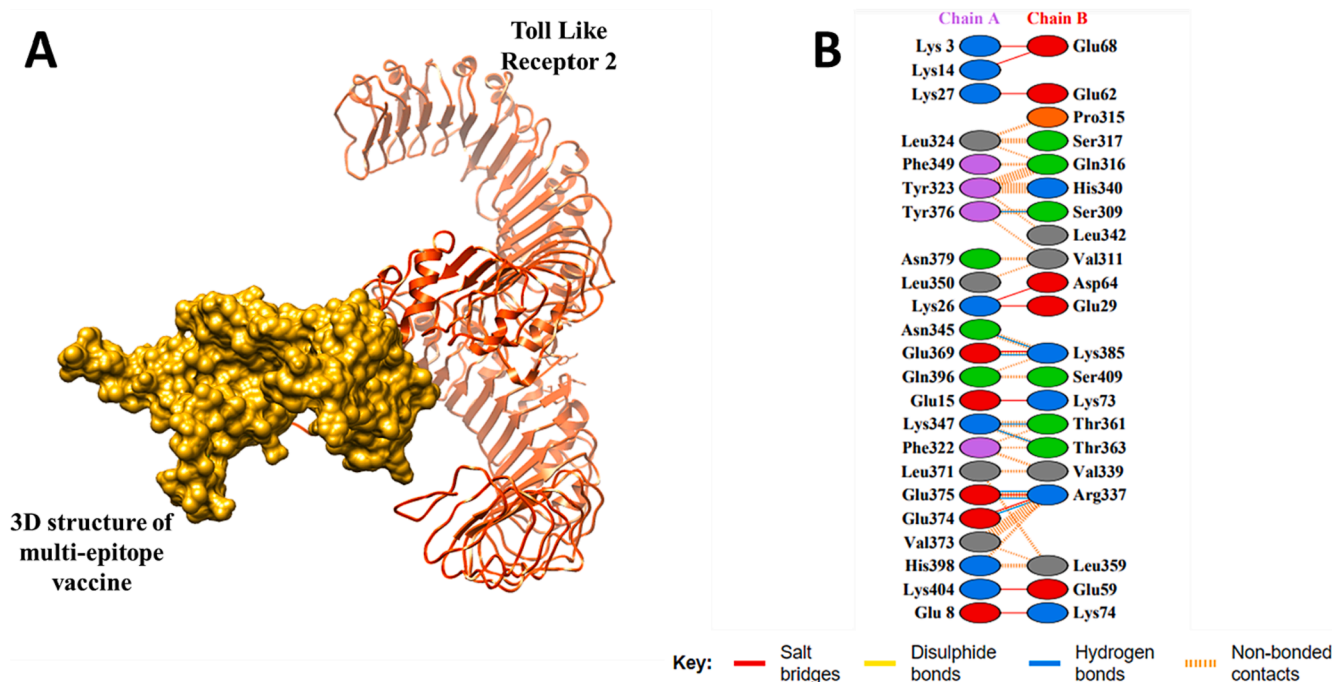 A
Toll Like
Receptor 2
3D structure of
multi-epitope
vaccine
B
Chain A Chain B
Lys 3 Glu68
Lys14
Lys27 Glu62
Pro315
Leu324 Ser317
Phe349 Gln316
Tyr323 His340
Tyr376 Ser309
Leu342
Asn379 Val311
Leu350 Asp64
Lys26 Glu29
Asn345
Glu369 Lys385
Gln396 Ser409
Glu15 Lys73
Lys347 Thr361
Phe322 Thr363
Leu371 Val339
Glu375 Arg337
Glu374
Val373
His398 Leu359
Lys404 Glu59
Glu 8 Lys74
Key: Salt bridges Disulphide bonds Hydrogen bonds Non-bonded contacts